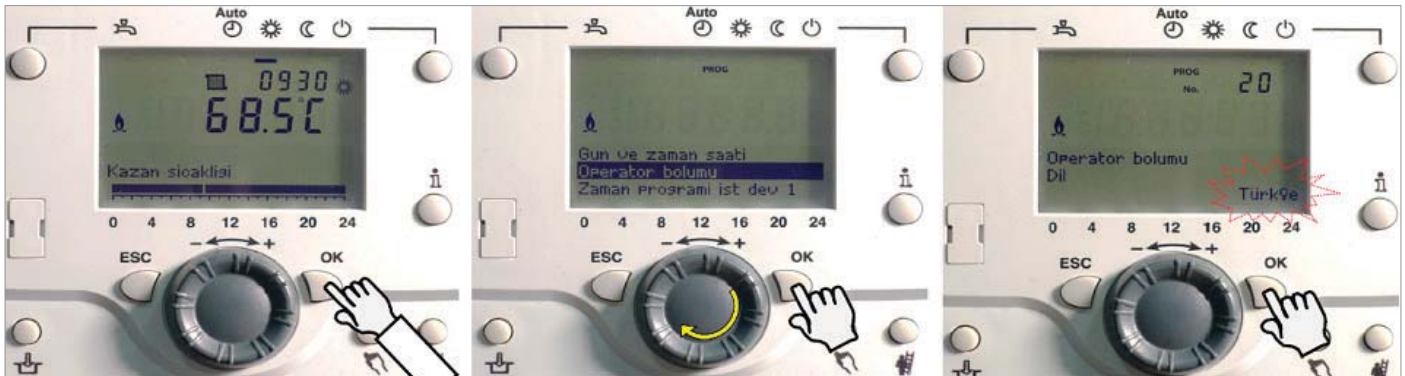 Auto
0930
68.5°C
Kazan sicakligi
0 4 8 12 16 20 24
- +
ESC OK
Auto
PROG
Gun ve zaman saati
Operator bolumu
Zaman programi ist dev 1
0 4 8 12 16 20 24
- +
ESC OK
Auto
PROG
No. 20
Operator bolumu
Dil
Türkçe
0 4 8 12 16 20 24
- +
ESC OK